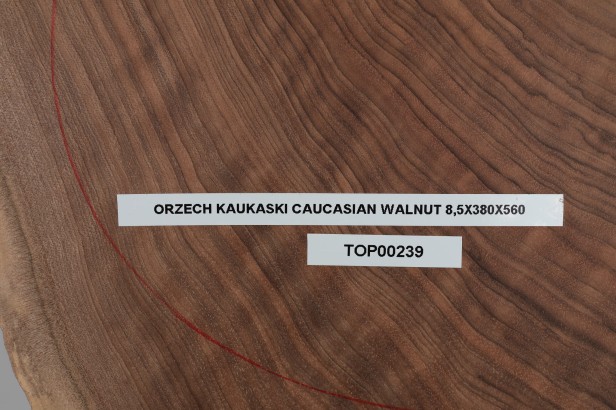 ORZECH KAUKASKI CAUCASIAN WALNUT 8,5X380X560
TOP00239